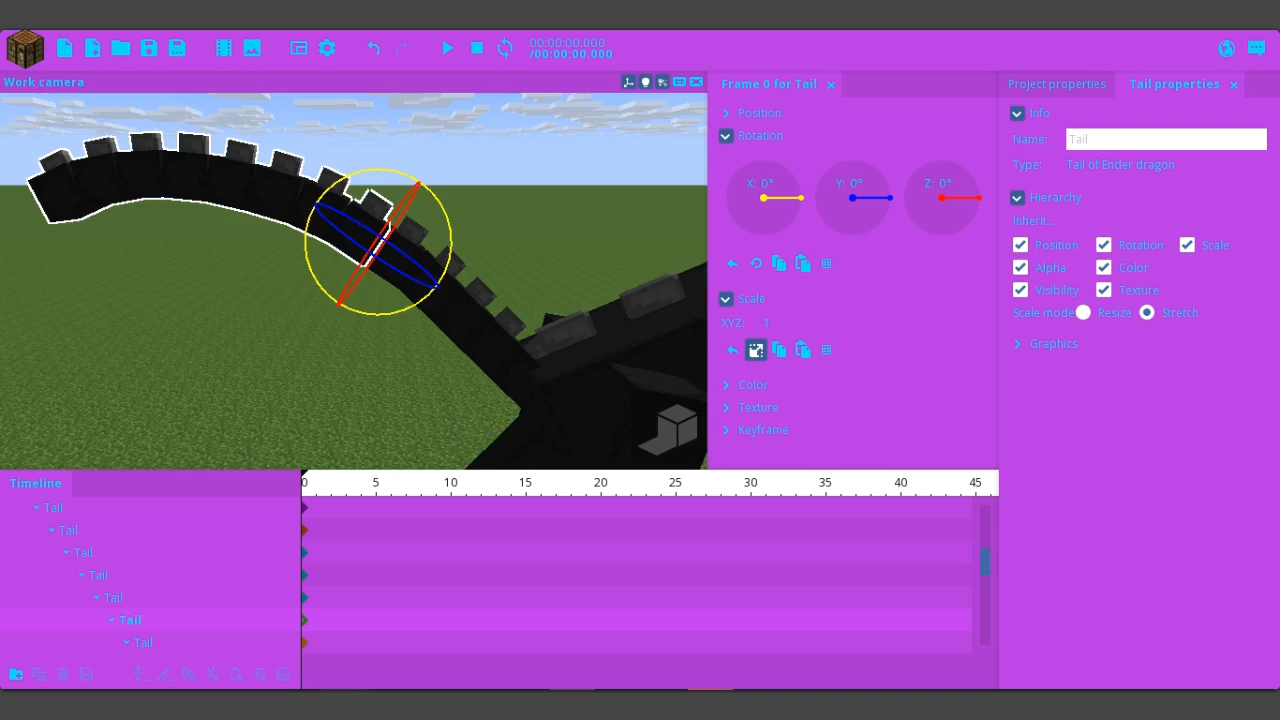 00:00:00.000
/00:00:00.000
Work camera
Frame 0 for Tail
Position
Rotation
X: 0°
Y: 0°
Z: 0°
Scale
XYZ: 1
Color
Texture
Keyframe
Project properties
Tail properties
Info
Name: Tail
Type: Tail of Ender dragon
Hierarchy
Inherit...
Position Rotation Scale
Alpha Color
Visibility Texture
Scale mode Resize Stretch
Graphics
Timeline
0 5 10 15 20 25 30 35 40 45
Tail
Tail
Tail
Tail
Tail
Tail
Tail